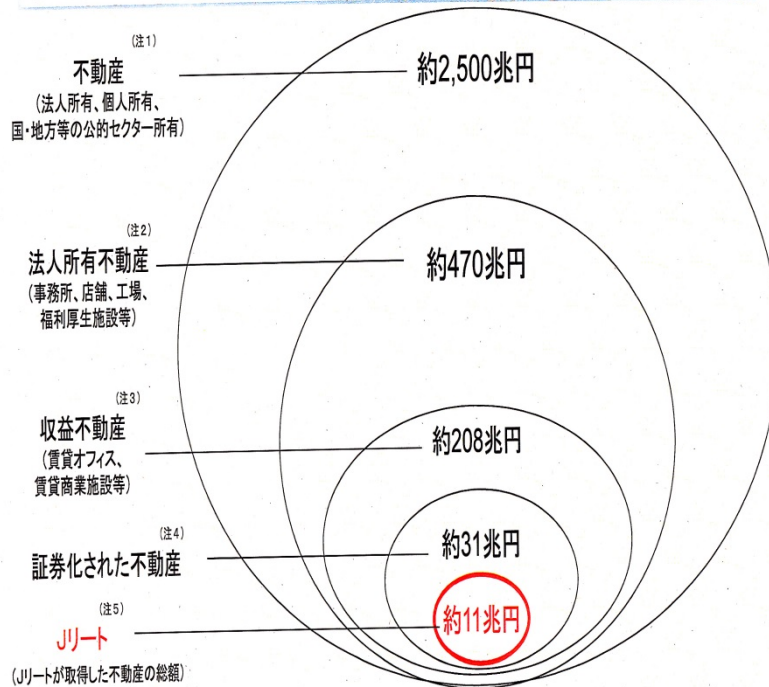 (注1)
不動産
約2,500兆円
(法人所有、個人所有、
国・地方等の公的セクター所有)
(注2)
法人所有不動産
約470兆円
(事務所、店舗、工場、
福利厚生施設等)
(注3)
収益不動産
約208兆円
(賃貸オフィス、
賃貸商業施設等)
(注4)
証券化された不動産
約31兆円
(注5)
Jリート
約11兆円
(Jリートが取得した不動産の総額)